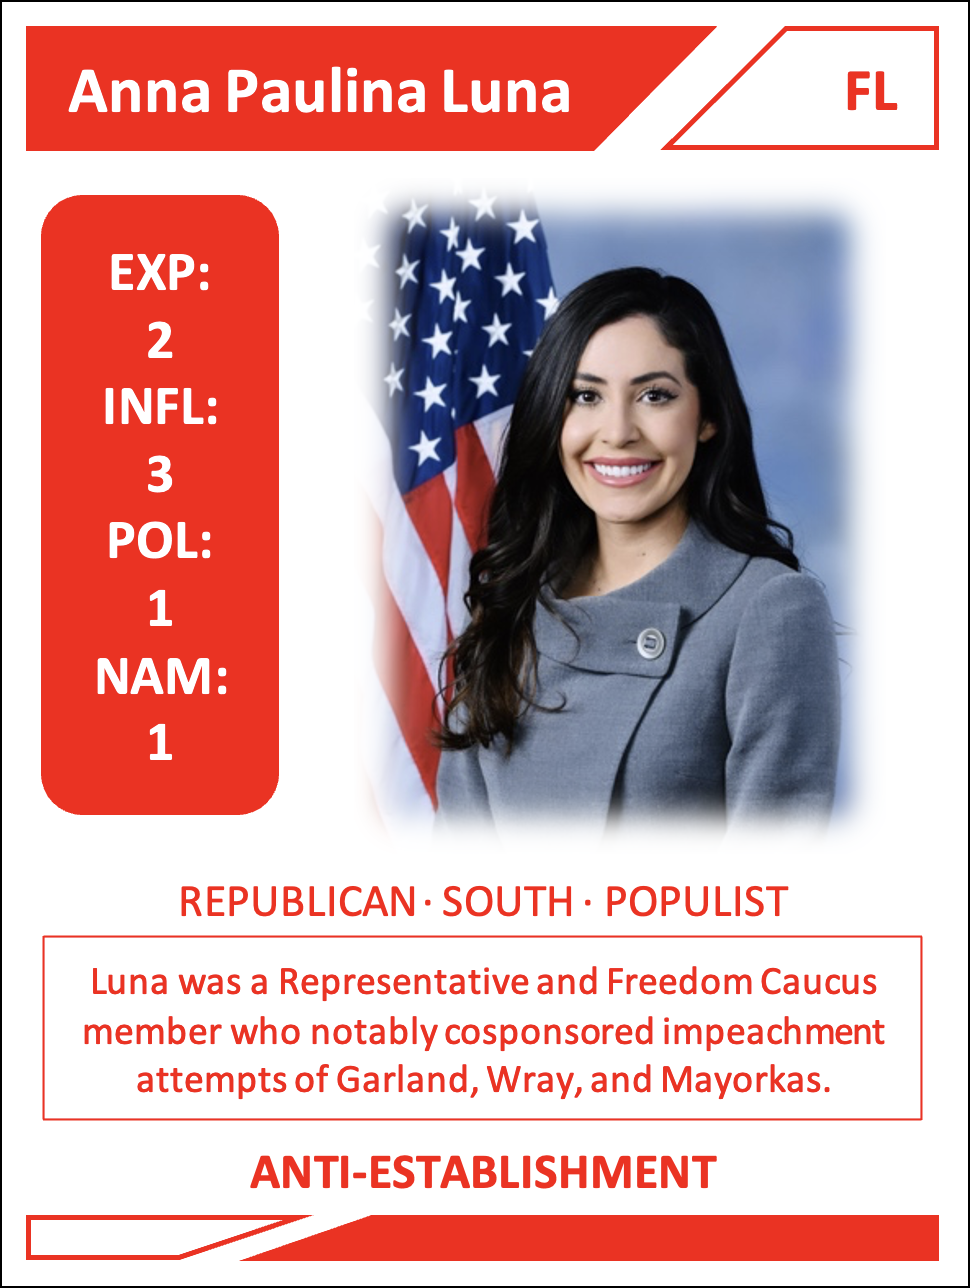 Anna Paulina Luna
FL
EXP:
2
INFL:
3
POL:
1
NAM:
1
REPUBLICAN · SOUTH · POPULIST
Luna was a Representative and Freedom Caucus
member who notably cosponsored impeachment
attempts of Garland, Wray, and Mayorkas.
ANTI-ESTABLISHMENT